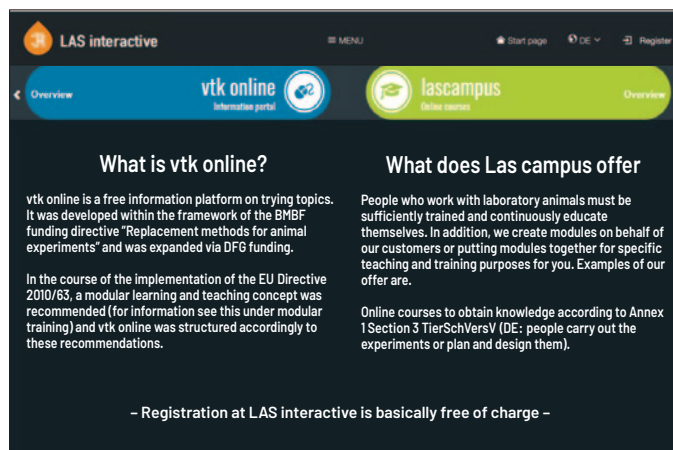 LAS interactive
MENU
Start page
DE
Register
Overview
vtk online
Information portal
lascampus
Online courses
Overview
What is vtk online?
vtk online is a free information platform on trying topics.
It was developed within the framework of the BMBF
funding directive "Replacement methods for animal
experiments" and was expanded via DFG funding.
In the course of the implementation of the EU Directive
2010/63, a modular learning and teaching concept was
recommended (for information see this under modular
training) and vtk online was structured accordingly to
these recommendations.
What does Las campus offer
People who work with laboratory animals must be
sufficiently trained and continuously educate
themselves. In addition, we create modules on behalf of
our customers or putting modules together for specific
teaching and training purposes for you. Examples of our
offer are.
Online courses to obtain knowledge according to Annex
1 Section 3 TierSchVersV (DE: people carry out the
experiments or plan and design them).
– Registration at LAS interactive is basically free of charge –